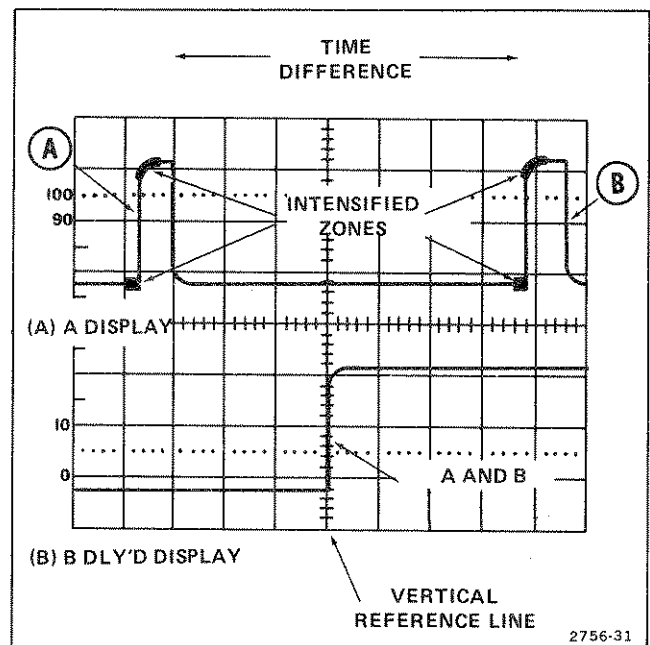 TIME
DIFFERENCE
A
B
100
90
INTENSIFIED
ZONES
(A) A DISPLAY
10
0
A AND B
(B) B DLY'D DISPLAY
VERTICAL
REFERENCE LINE
2756-31